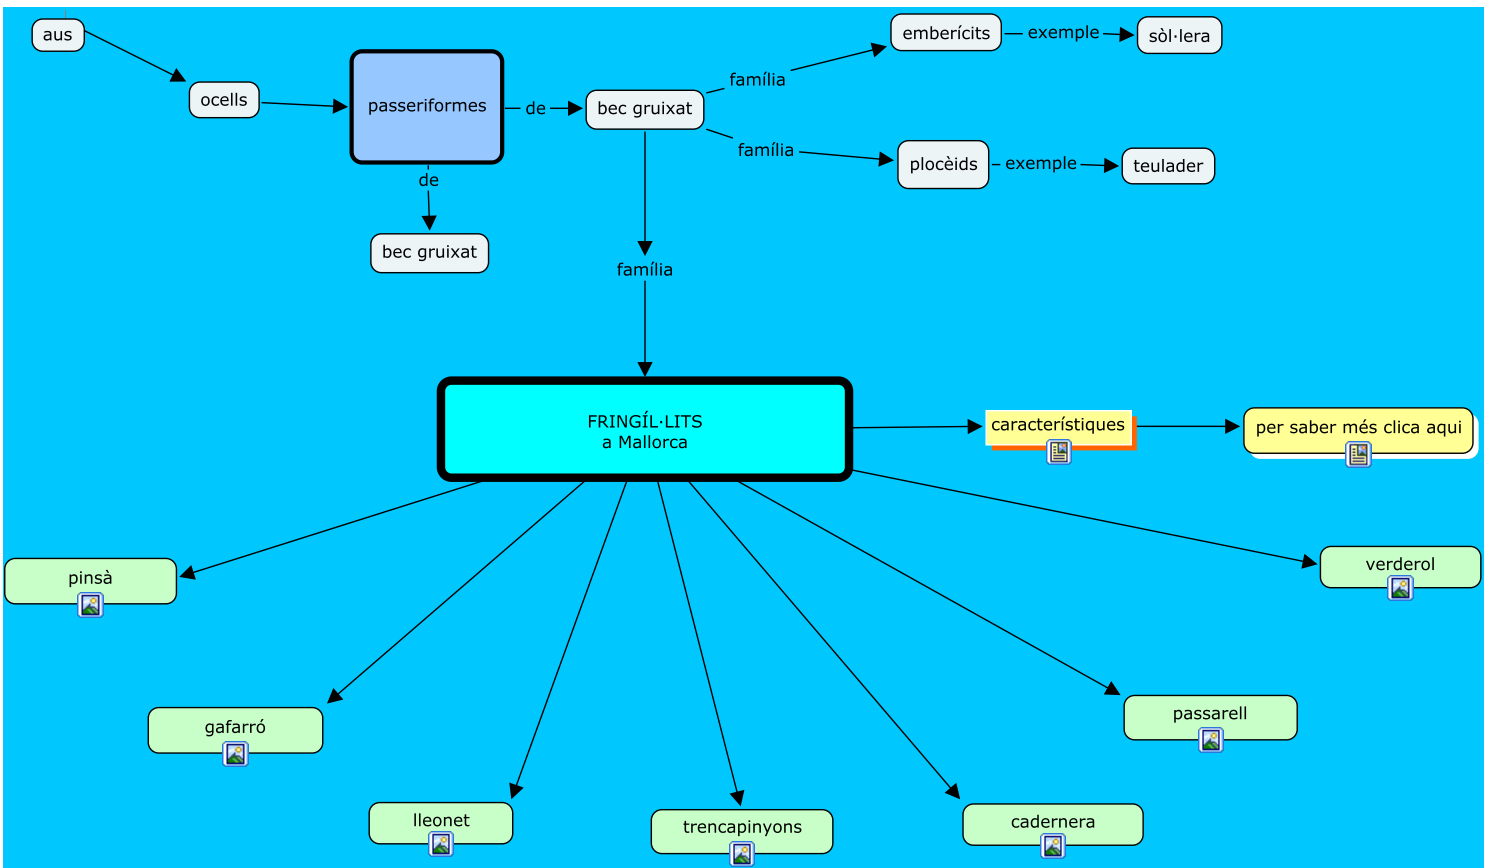 aus
ocells
passeriformes
de
bec gruixat
de
bec gruixat
família
emberícits
exemple
sòl·lera
família
plocèids
exemple
teulader
família
FRINGÍL·LITS
a Mallorca
característiques
per saber més clica aqui
pinsà
gafarró
lleonet
trencapinyons
cadernera
passarell
verderol